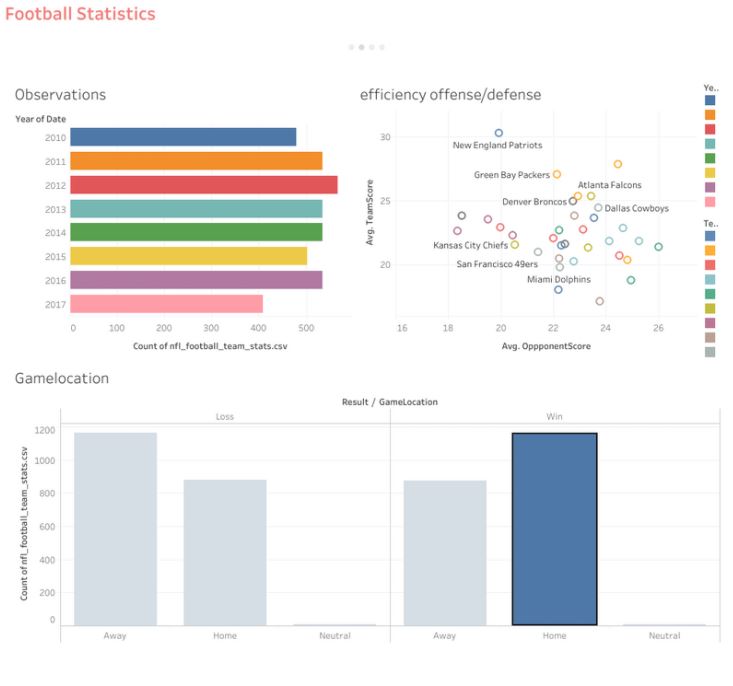 Football Statistics
Observations
Year of Date
2010
2011
2012
2013
2014
2015
2016
2017
0 100 200 300 400 500
Count of nfl_football_team_stats.csv
efficiency offense/defense
Avg. TeamScore
30
25
20
New England Patriots
Green Bay Packers
Atlanta Falcons
Denver Broncos
Dallas Cowboys
Kansas City Chiefs
San Francisco 49ers
Miami Dolphins
16 18 20 22 24 26
Avg. OppponentScore
Ye..
Te..
Gamelocation
Result / GameLocation
Loss Win
Count of nfl_football_team_stats.csv
1200
1000
800
600
400
200
0
Away Home Neutral Away Home Neutral